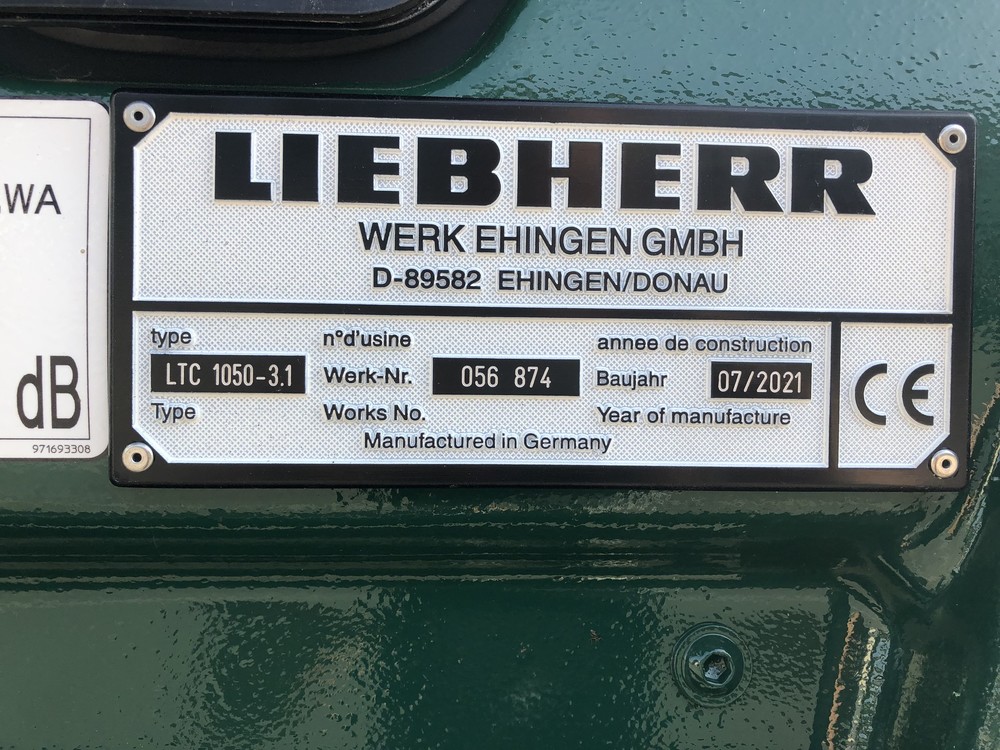 LIEBHERR
WERK EHINGEN GMBH
D-89582 EHINGEN/DONAU
type n°d'usine annee de construction
LTC 1050-3.1 Werk-Nr. 056 874 Baujahr 07/2021
Type Works No. Year of manufacture
Manufactured in Germany
CE
WA
dB
971693308